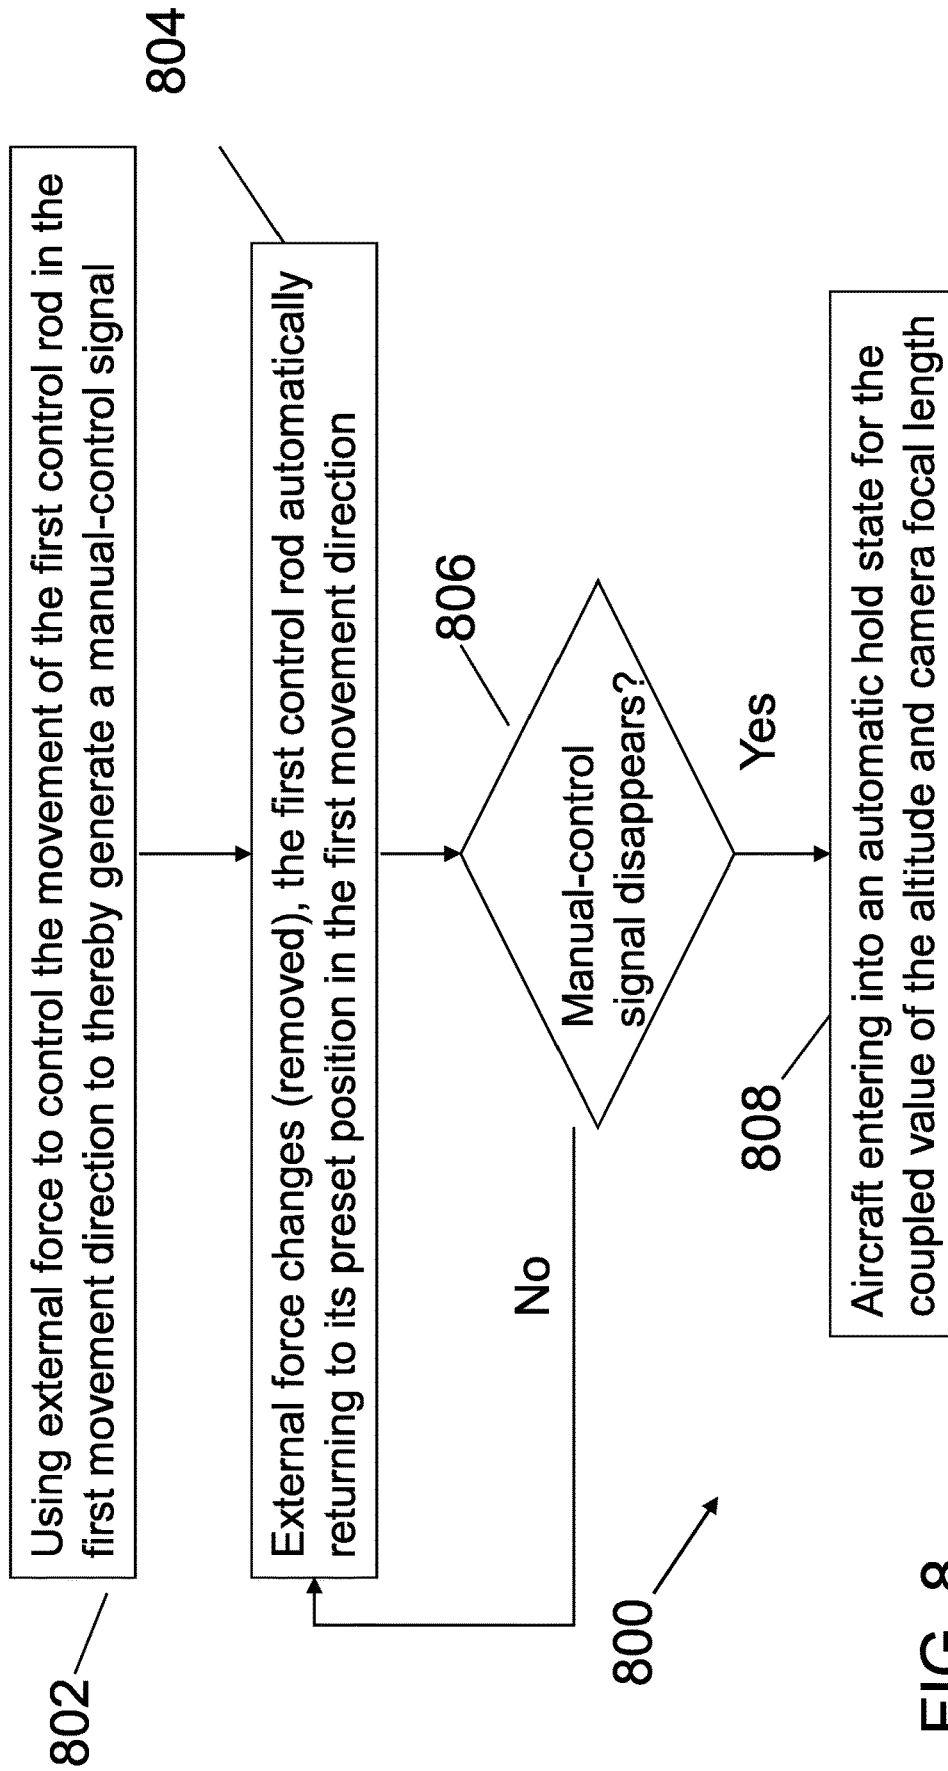 802
Using external force to control the movement of the first control rod in the
first movement direction to thereby generate a manual-control signal
804
External force changes (removed), the first control rod automatically
returning to its preset position in the first movement direction
806
Manual-control
signal disappears?
No
Yes
808
Aircraft entering into an automatic hold state for the
coupled value of the altitude and camera focal length
800
FIG. 8